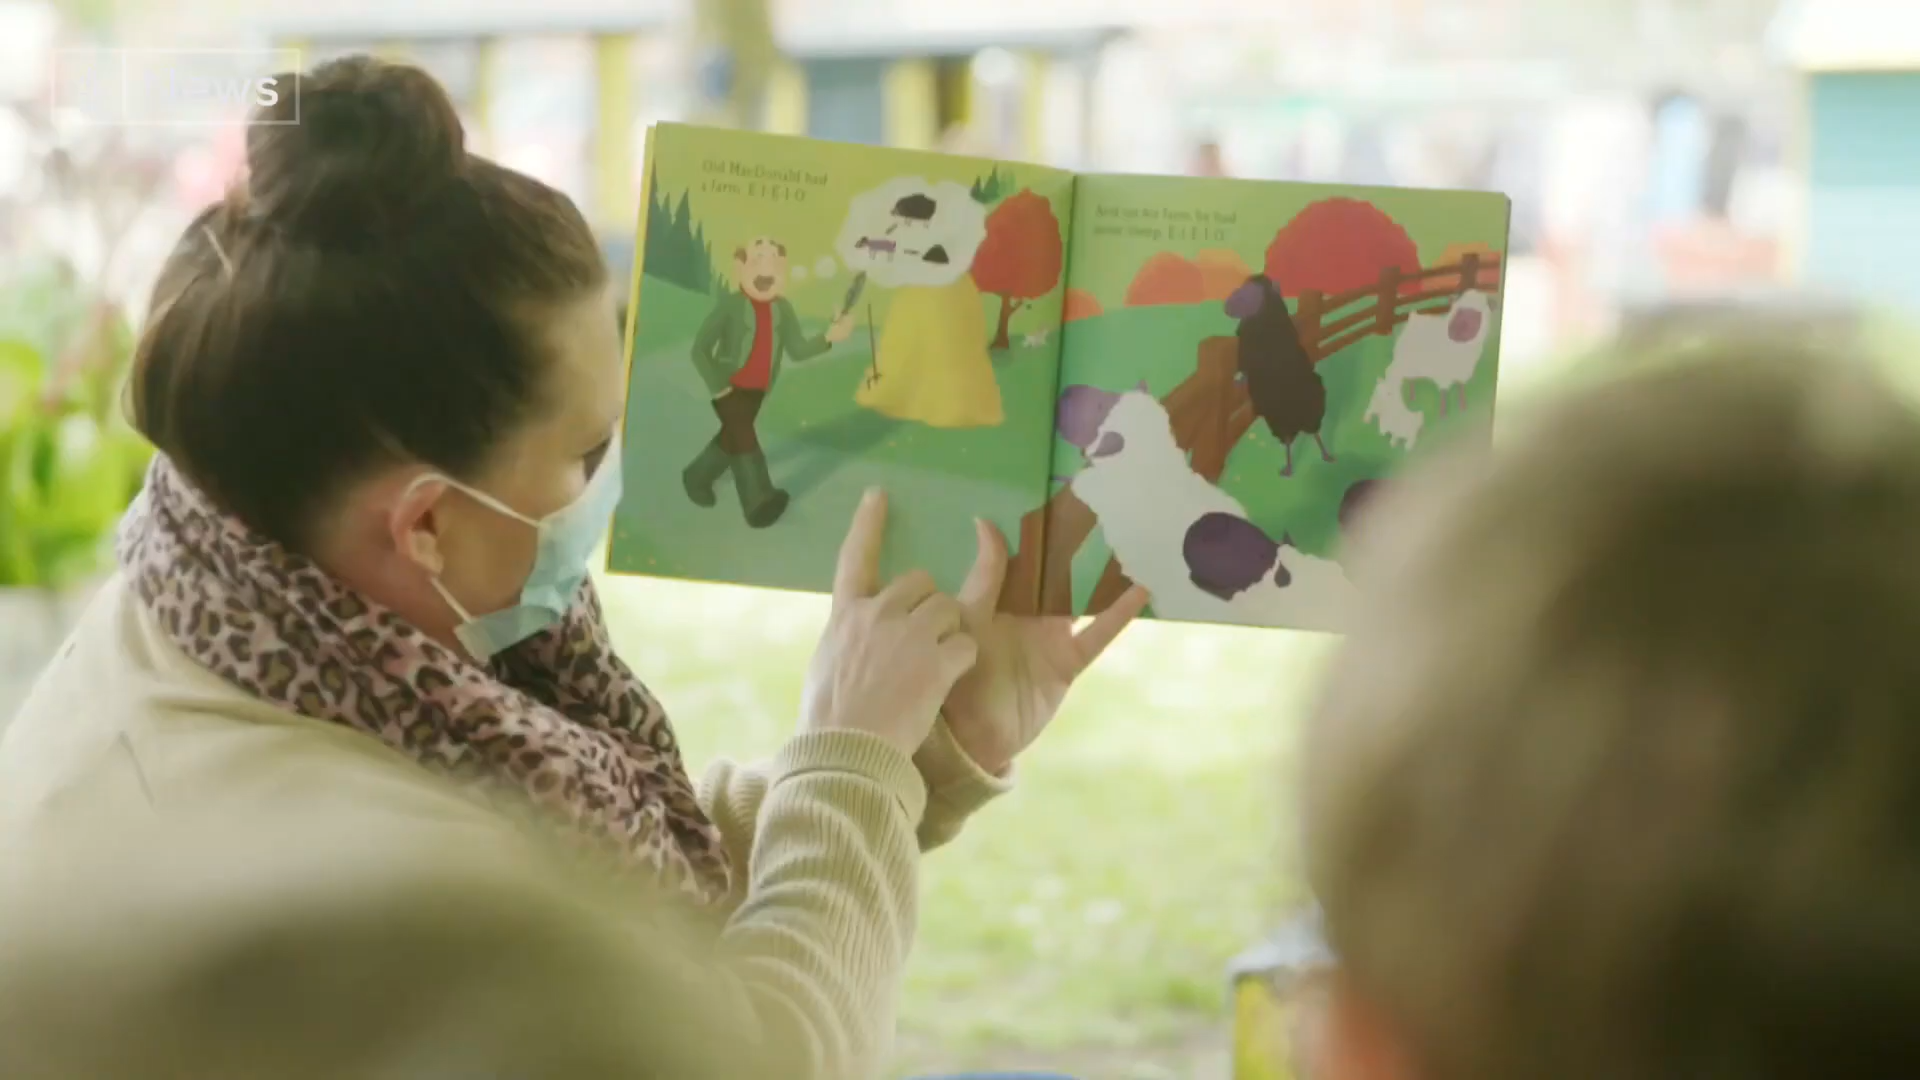 News
Old MacDonald had
a farm, E I E I O
And on his farm, he had
some sheep, E I E I O